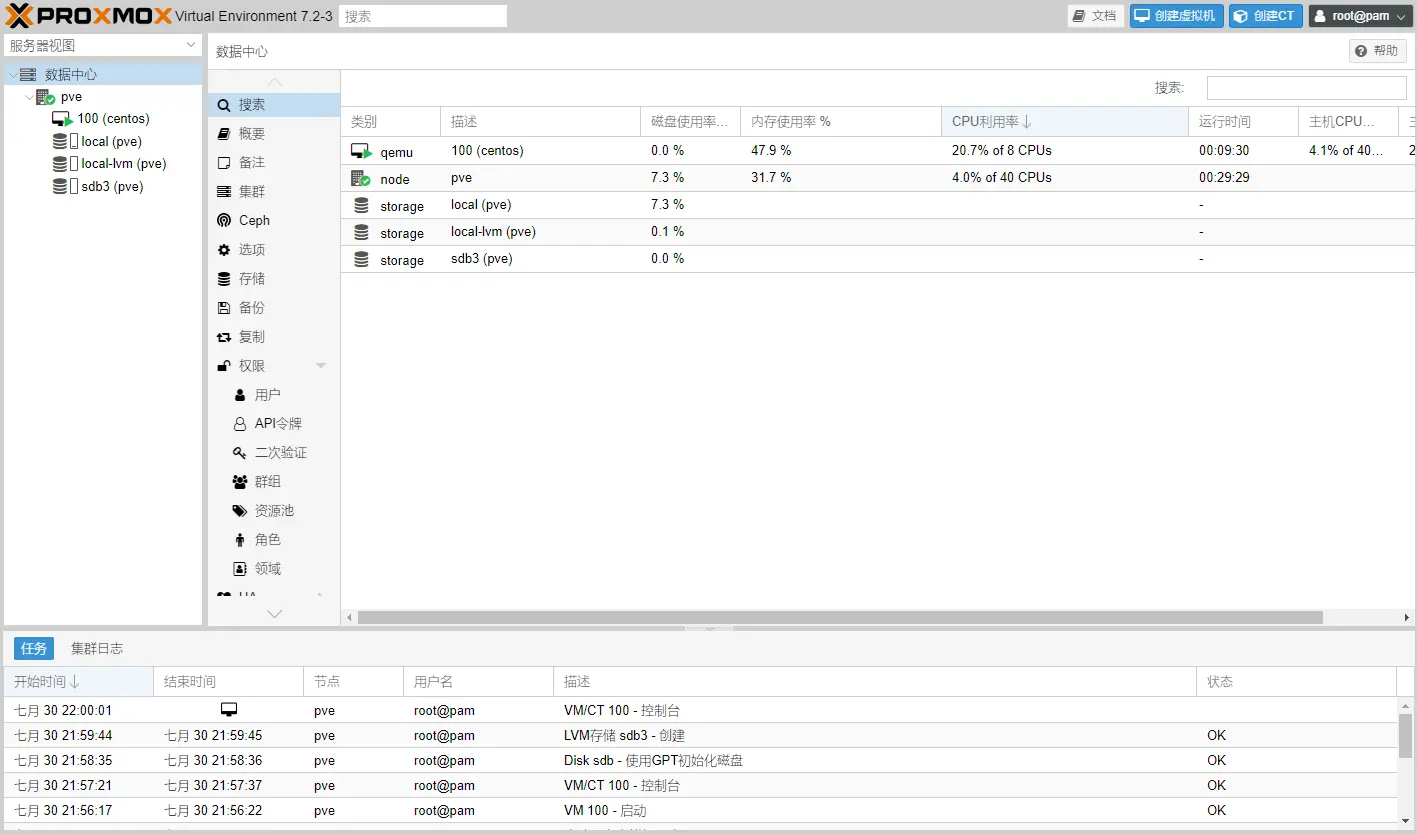 PROXMOX Virtual Environment 7.2-3 搜索 文档 创建虚拟机 创建CT root@pam
服务器视图
数据中心
pve
100 (centos)
local (pve)
local-lvm (pve)
sdb3 (pve)
数据中心 帮助
搜索
概要
备注
集群
Ceph
选项
存储
备份
复制
权限
用户
API令牌
二次验证
群组
资源池
角色
领域
搜索:
类别 描述 磁盘使用率... 内存使用率 % CPU利用率↓ 运行时间 主机CPU...
qemu 100 (centos) 0.0 % 47.9 % 20.7% of 8 CPUs 00:09:30 4.1% of 40...
node pve 7.3 % 31.7 % 4.0% of 40 CPUs 00:29:29
storage local (pve) 7.3 % -
storage local-lvm (pve) 0.1 % -
storage sdb3 (pve) 0.0 % -
任务 集群日志
开始时间↓ 结束时间 节点 用户名 描述 状态
七月 30 22:00:01 pve root@pam VM/CT 100 - 控制台
七月 30 21:59:44 七月 30 21:59:45 pve root@pam LVM存储 sdb3 - 创建 OK
七月 30 21:58:35 七月 30 21:58:36 pve root@pam Disk sdb - 使用GPT初始化磁盘 OK
七月 30 21:57:21 七月 30 21:57:37 pve root@pam VM/CT 100 - 控制台 OK
七月 30 21:56:17 七月 30 21:56:22 pve root@pam VM 100 - 启动 OK